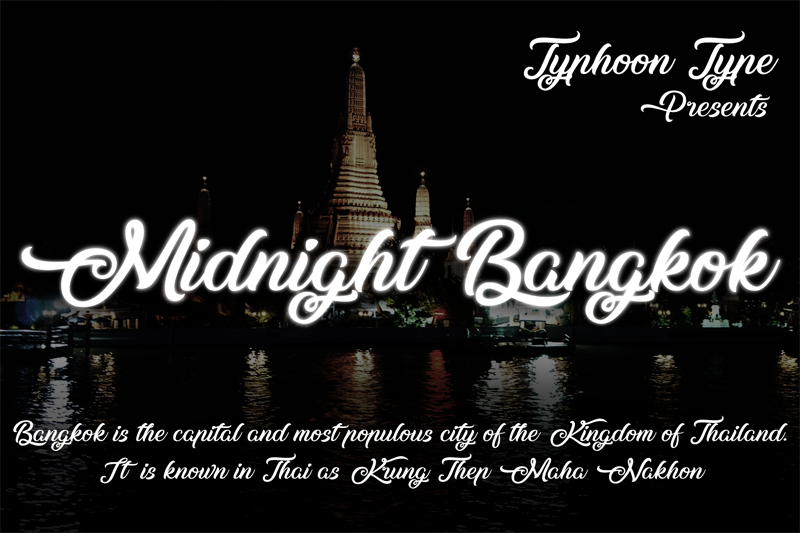 Typhoon Type
Presents
Midnight Bangkok
Bangkok is the capital and most populous city of the Kingdom of Thailand.
It is known in Thai as Krung Thep Maha Nakhon